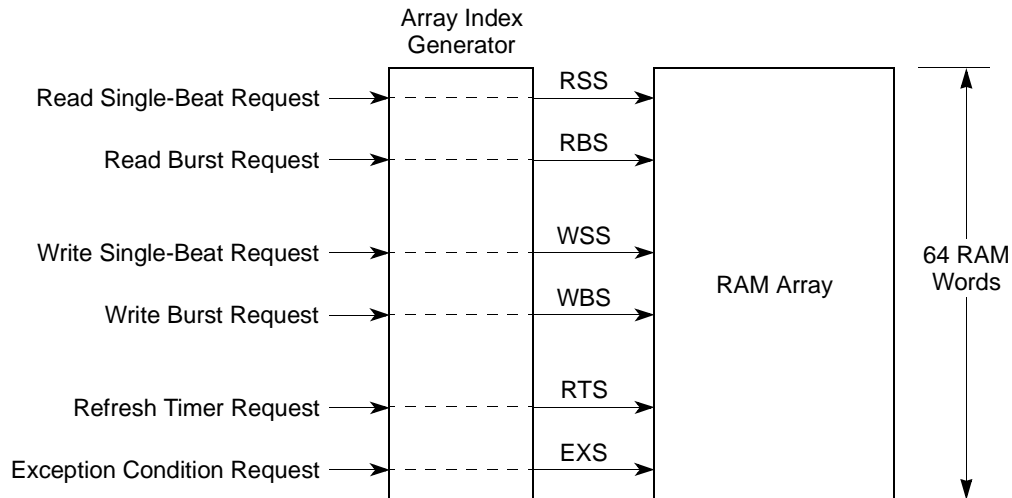 Array Index
Generator
Read Single-Beat Request
RSS
Read Burst Request
RBS
Write Single-Beat Request
WSS
Write Burst Request
WBS
Refresh Timer Request
RTS
Exception Condition Request
EXS
RAM Array
64 RAM
Words